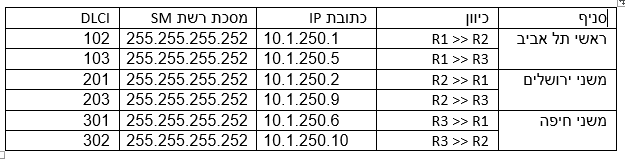 סניף כיוון כתובת IP מסכת רשת SM DLCI
ראשי תל אביב R1 >> R2 10.1.250.1 255.255.255.252 102
R1 >> R3 10.1.250.5 255.255.255.252 103
משני ירושלים R2 >> R1 10.1.250.2 255.255.255.252 201
R2 >> R3 10.1.250.9 255.255.255.252 203
משני חיפה R3 >> R1 10.1.250.6 255.255.255.252 301
R3 >> R2 10.1.250.10 255.255.255.252 302